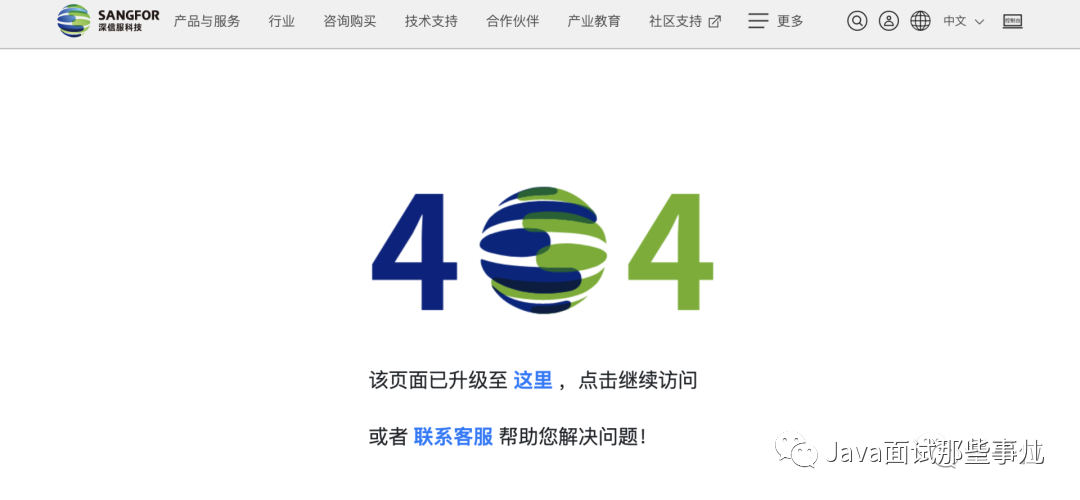 SANGFOR
深信服科技
产品与服务 行业 咨询购买 技术支持 合作伙伴 产业教育 社区支持 更多 中文 控制台
404
该页面已升级至 这里 ，点击继续访问
或者 联系客服 帮助您解决问题！
Java面试那些事儿